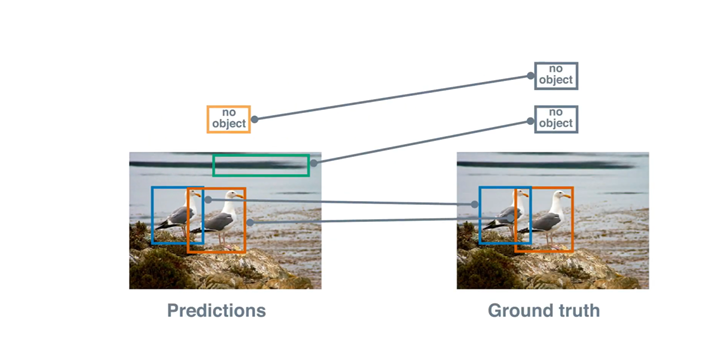 no
object
no
object
no
object
Predictions
Ground truth